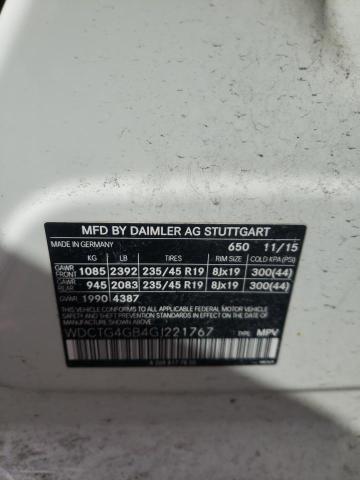 MFD BY DAIMLER AG STUTTGART
MADE IN GERMANY 650 11/15
KG LB TIRES RIM SIZE COLD KPA (PSI)
GAWR FRONT 1085 2392 235/45 R19 8Jx19 300(44)
GAWR REAR 945 2083 235/45 R19 8Jx19 300(44)
GVWR 1990 4387
THIS VEHICLE CONFORMS TO ALL APPLICABLE U.S. FEDERAL MOTOR VEHICLE SAFETY AND THEFT PREVENTION STANDARDS IN EFFECT ON THE DATE OF MANUFACTURE SHOWN ABOVE.
WDCTG4GB4GJ221767 TYPE: MPV